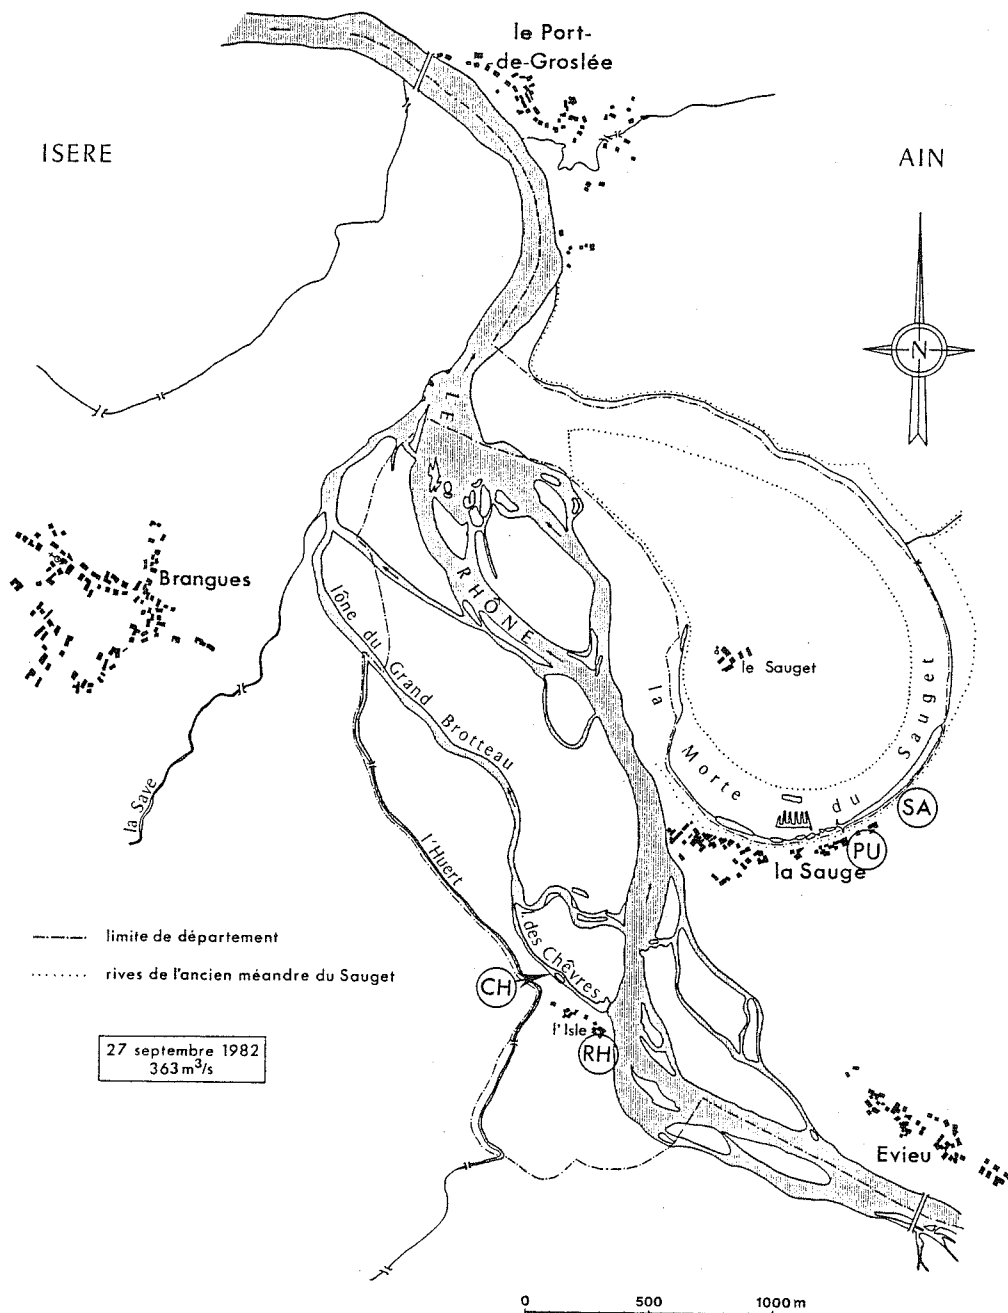 le Port-
de-Groslée
ISERE
AIN
N
LE
RHÔNE
Brangues
lône du Grand Brotteau
le Sauget
la Morte du Sauget
la Save
SA
PU
la Sauge
l'Huert
l. des Chêvres
CH
l'Isle
RH
limite de département
rives de l'ancien méandre du Sauget
27 septembre 1982
363 m³/s
Evieu
0 500 1000 m